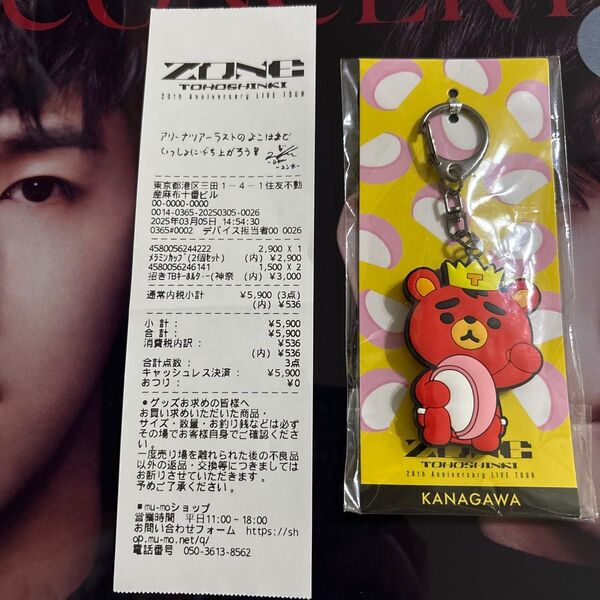 CONCERT
ZONE
TOHOSHINKI
20th Anniversary LIVE TOUR
アリーナツアーラストのよこはまで
いっしょにぶち上がろう!!
ユンホ
東京都港区三田1-4-1住友不動
産麻布十番ビル
00-0000-0000
0014-0365-20250305-0026
2025年03月05日 14:54:30
0365#0002 デバイス担当者00 0026
4580056244222 2,900 X 1
メラミンカップ(2個セット) (内) ¥2,900
4580056246141 1,500 X 2
招きTBキーホルダー(神奈 (内) ¥3,000
通常内税小計 ¥5,900 (3点)
(内) ¥536
小計: ¥5,900
合計: ¥5,900
消費税内訳: ¥536
(内) ¥536
合計点数: 3点
キャッシュレス決済: ¥5,900
おつり: ¥0
●グッズお求めの皆様へ
お買い求めいただいた商品・
サイズ・数量・お釣り銭などは必ず
その場でお客様自身でご確認くださ
い。
一度売り場を離れられた後の不良品
以外の返品・交換等につきましては
お断りさせていただきます。
予めご了承ください。
■mu-moショップ
営業時間 平日11:00~18:00
お問い合わせフォーム https://sh
op.mu-mo.net/q/
電話番号 050-3613-8562
T
ZONE
TOHOSHINKI
20th Anniversary LIVE TOUR
KANAGAWA